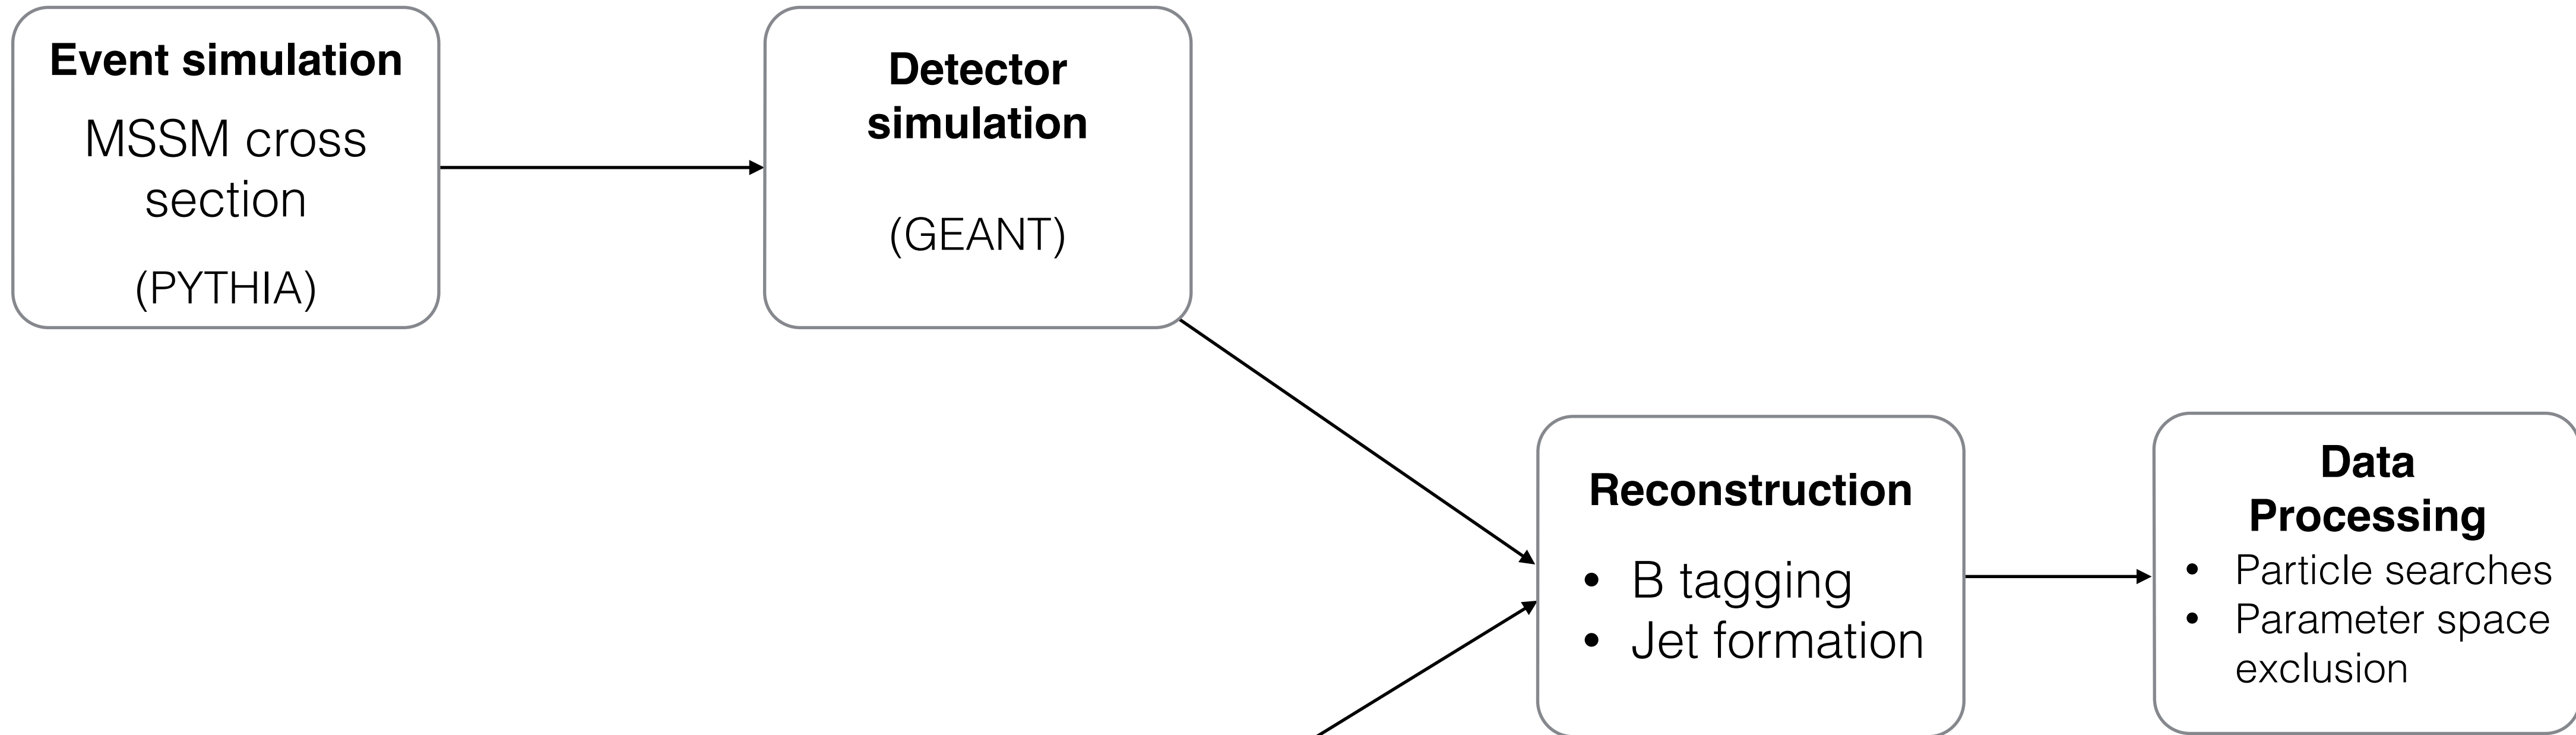 Event simulation
MSSM cross
section
(PYTHIA)
Detector
simulation
(GEANT)
Reconstruction
• B tagging
• Jet formation
Data
Processing
• Particle searches
• Parameter space
exclusion